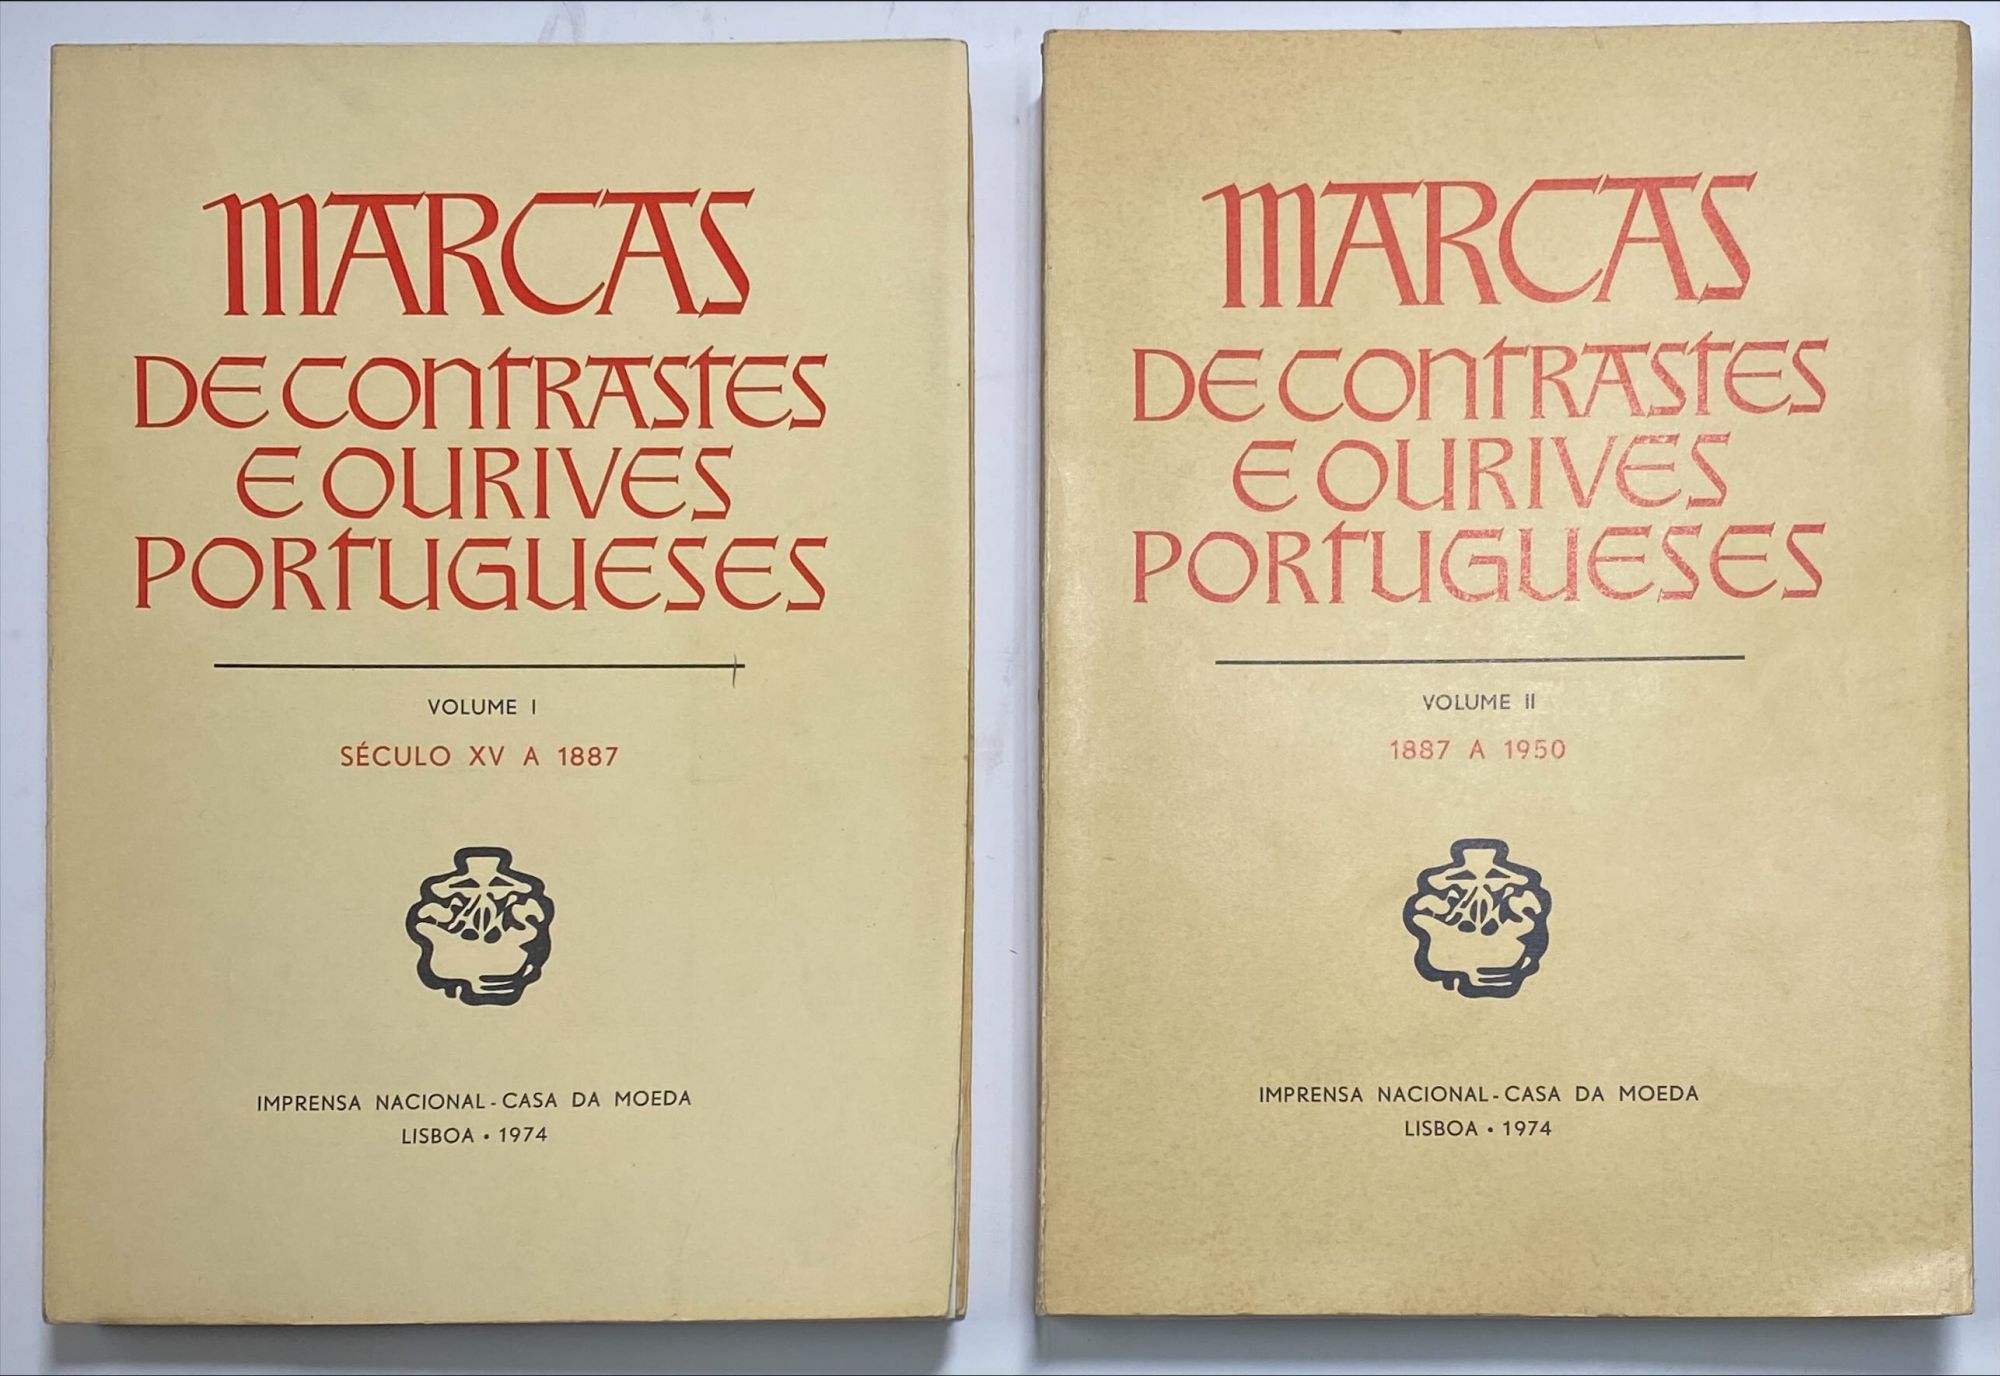 MARCAS
DE CONTRASTES
E OURIVES
PORTUGUESES
VOLUME I
SÉCULO XV A 1887
IMPRENSA NACIONAL - CASA DA MOEDA
LISBOA • 1974
MARCAS
DE CONTRASTES
E OURIVES
PORTUGUESES
VOLUME II
1887 A 1950
IMPRENSA NACIONAL - CASA DA MOEDA
LISBOA • 1974